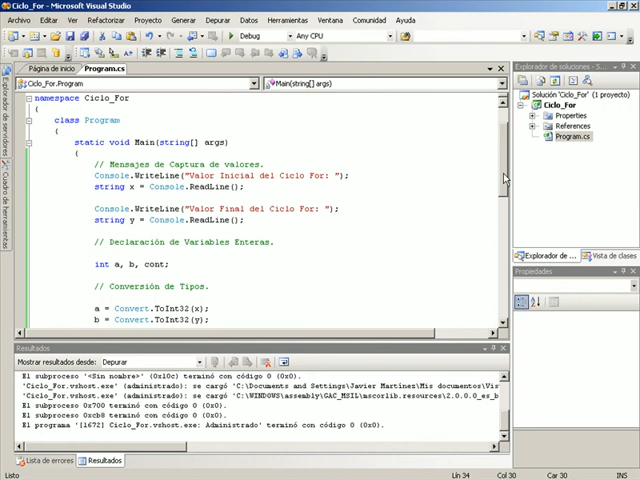 Ciclo_For - Microsoft Visual Studio
Archivo Editar Ver Refactorizar Proyecto Generar Depurar Datos Herramientas Ventana Comunidad Ayuda
Debug Any CPU
Página de inicio Program.cs
Ciclo_For.Program Main(string[] args)
namespace Ciclo_For
{
class Program
{
static void Main(string[] args)
{
// Mensajes de Captura de valores.
Console.WriteLine("Valor Inicial del Ciclo For: ");
string x = Console.ReadLine();
Console.WriteLine("Valor Final del Ciclo For: ");
string y = Console.ReadLine();
// Declaración de Variables Enteras.
int a, b, cont;
// Conversión de Tipos.
a = Convert.ToInt32(x);
b = Convert.ToInt32(y);
Explorador de servidores
Cuadro de herramientas
Explorador de soluciones - S...
Solución 'Ciclo_For' (1 proyecto)
Ciclo_For
Properties
References
Program.cs
Explorador de ... Vista de clases
Propiedades
Resultados
Mostrar resultados desde: Depurar
El subproceso '<Sin nombre>' (0x10c) terminó con código 0 (0x0).
'Ciclo_For.vshost.exe' (administrado): se cargó 'C:\Documents and Settings\Javier Martínes\Mis documentos\Vis
'Ciclo_For.vshost.exe' (administrado): se cargó 'C:\WINDOWS\assembly\GAC_MSIL\mscorlib.resources\2.0.0.0_es_b
El subproceso 0x700 terminó con código 0 (0x0).
El subproceso 0xcb8 terminó con código 0 (0x0).
El programa '[1672] Ciclo_For.vshost.exe: Administrado' terminó con código 0 (0x0).
Lista de errores Resultados
Listo Lín 34 Col 30 Car 30 INS